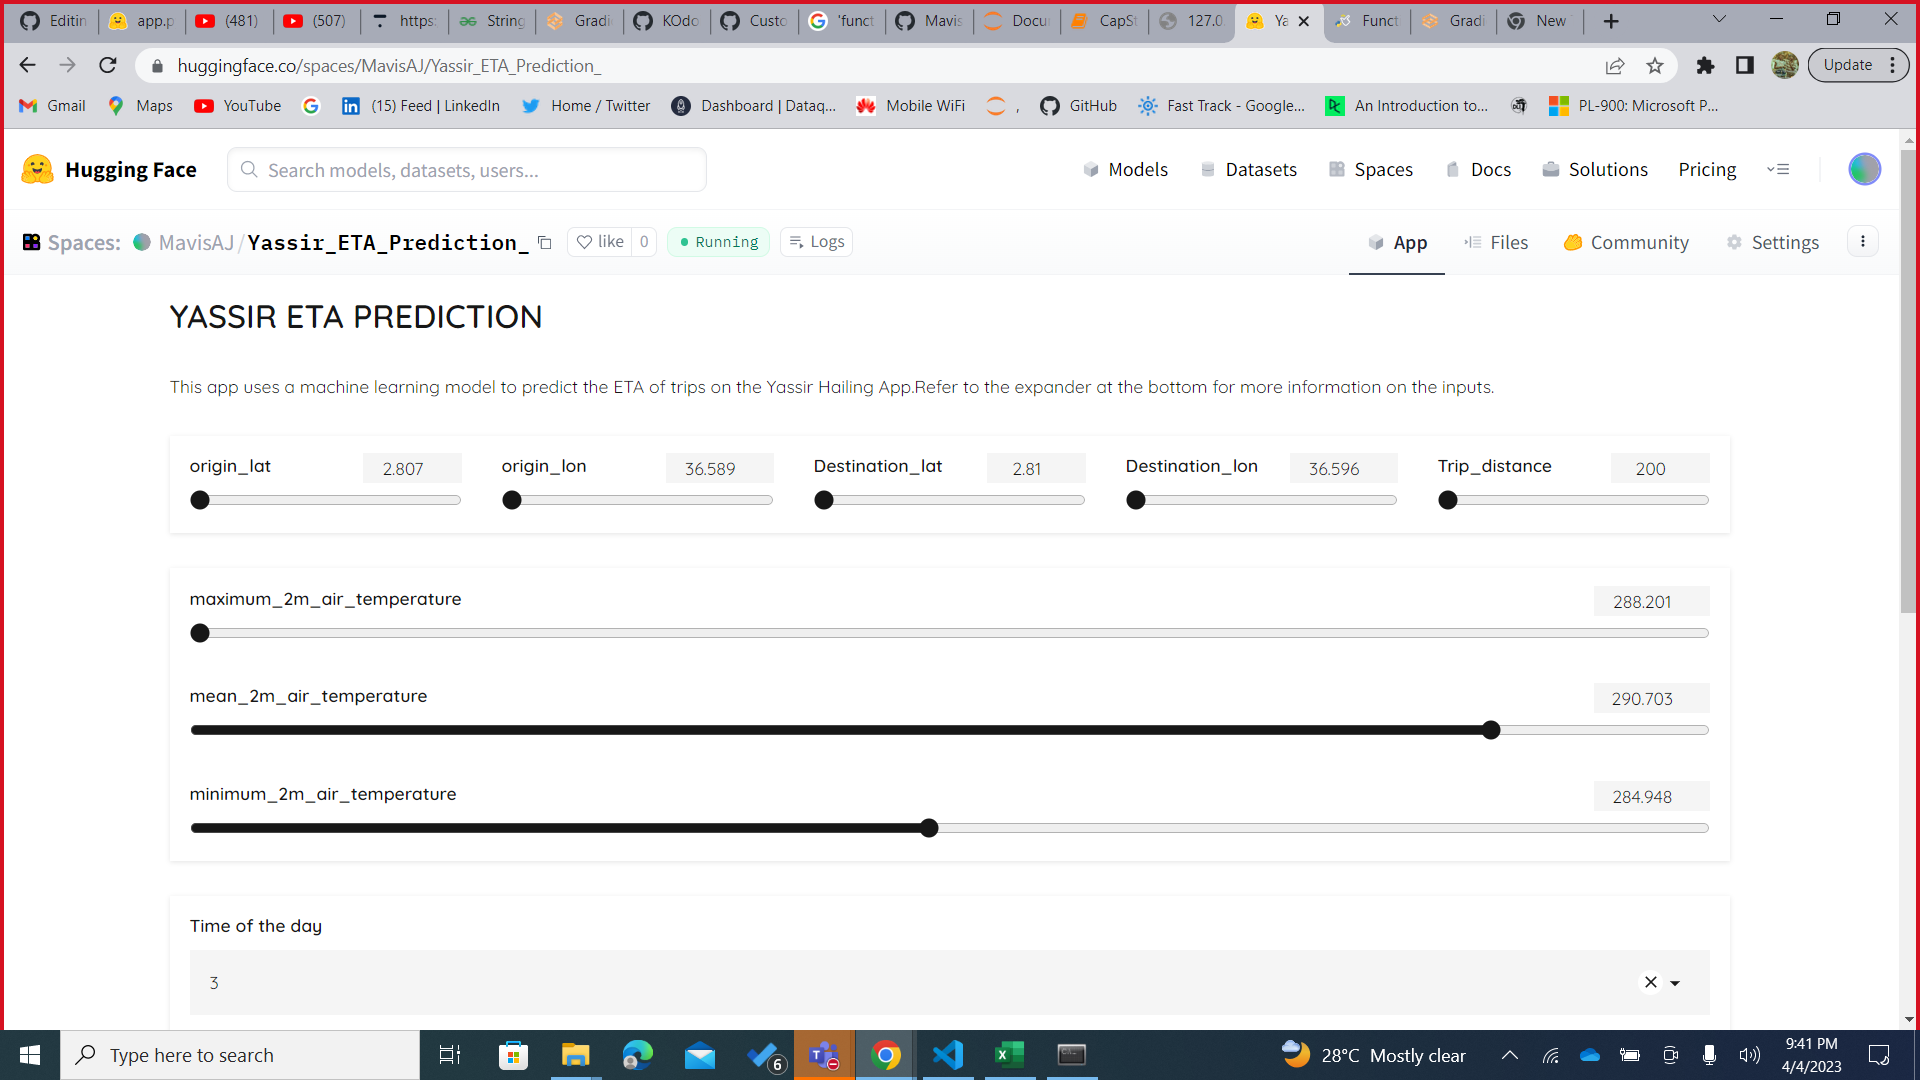 Editin app.p (481) (507) https: String Gradi KOdo Custo 'funct Mavis Docu CapSt 127.0. Ya Funct Gradi New
huggingface.co/spaces/MavisAJ/Yassir_ETA_Prediction_ Update
Gmail Maps YouTube (15) Feed | LinkedIn Home / Twitter Dashboard | Dataq... Mobile WiFi , GitHub Fast Track - Google... An Introduction to... PL-900: Microsoft P...
Hugging Face Search models, datasets, users... Models Datasets Spaces Docs Solutions Pricing
Spaces: MavisAJ/Yassir_ETA_Prediction_ like 0 Running Logs App Files Community Settings
YASSIR ETA PREDICTION
This app uses a machine learning model to predict the ETA of trips on the Yassir Hailing App.Refer to the expander at the bottom for more information on the inputs.
origin_lat 2.807 origin_lon 36.589 Destination_lat 2.81 Destination_lon 36.596 Trip_distance 200
maximum_2m_air_temperature 288.201
mean_2m_air_temperature 290.703
minimum_2m_air_temperature 284.948
Time of the day
3
Type here to search 6 28°C Mostly clear 9:41 PM
4/4/2023